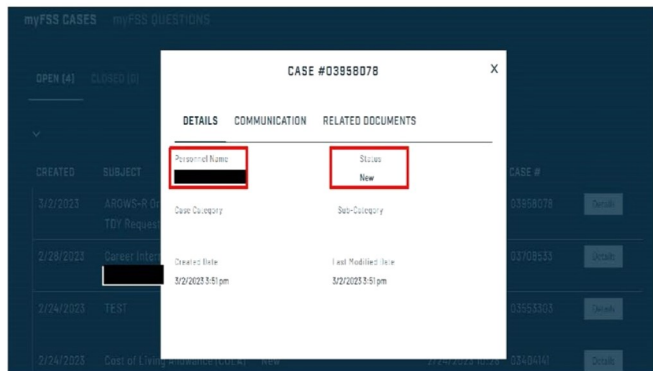 myFSS CASES myFSS QUESTIONS
OPEN (4) CLOSED (0)
CASE #03958078 X
DETAILS COMMUNICATION RELATED DOCUMENTS
Personnel Name Status
New
Case Category Sub-Category
Created Date Last Modified Date
3/2/2023 3:51 pm 3/2/2023 3:51 pm
CREATED SUBJECT CASE #
3/2/2023 AROWS-R 03958078 Details
TDY Request
2/28/2023 Career 03708533 Details
2/24/2023 TEST 03553303 Details
2/24/2023 Cost of Living Allowance (COLA) New 03404141 Details